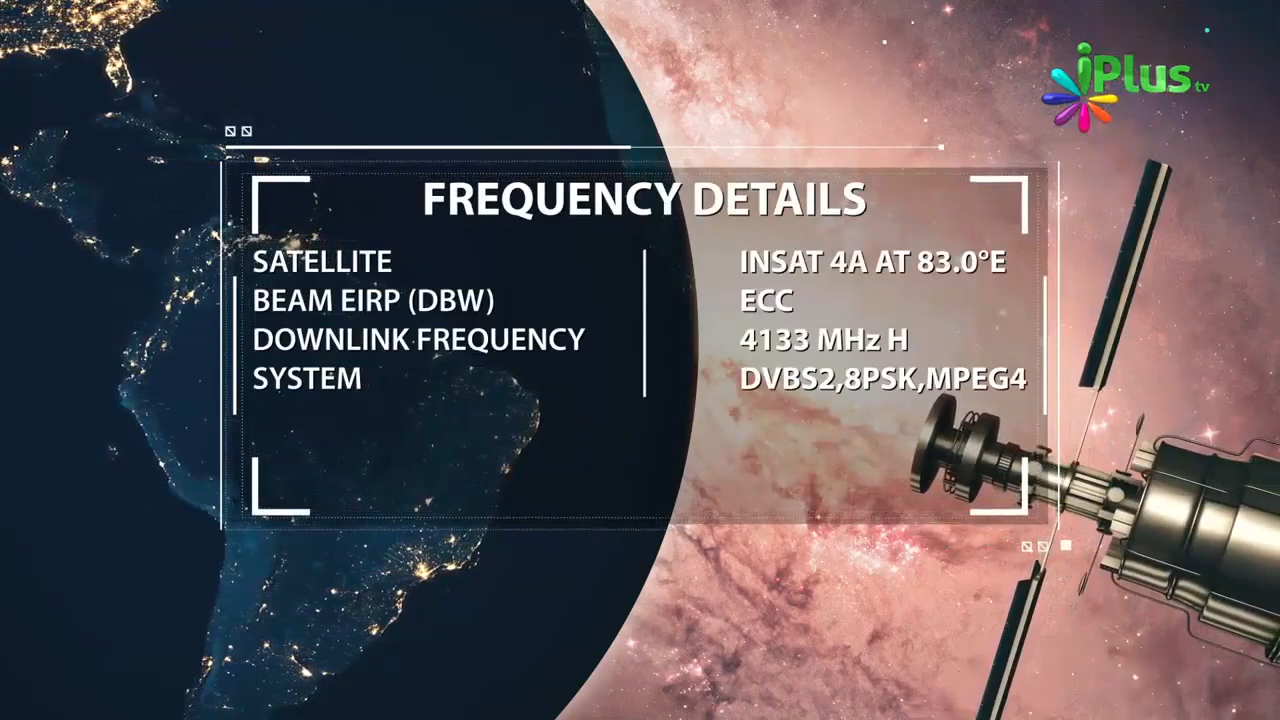 iPlus tv
FREQUENCY DETAILS
SATELLITE INSAT 4A AT 83.0°E
BEAM EIRP (DBW) ECC
DOWNLINK FREQUENCY 4133 MHz H
SYSTEM DVBS2,8PSK,MPEG4